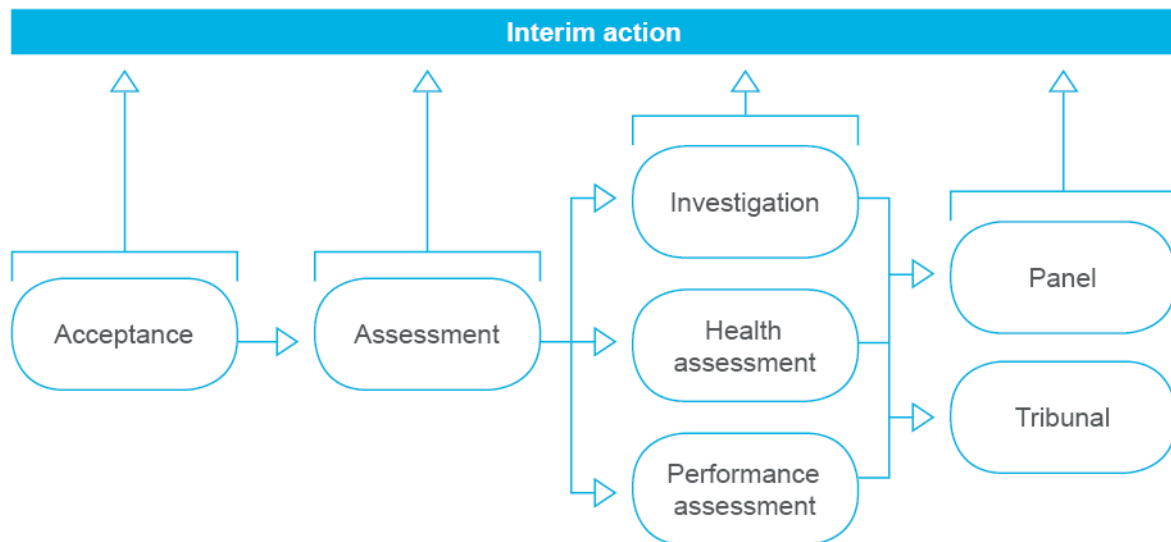 Interim action
Acceptance
Assessment
Investigation
Health
assessment
Performance
assessment
Panel
Tribunal